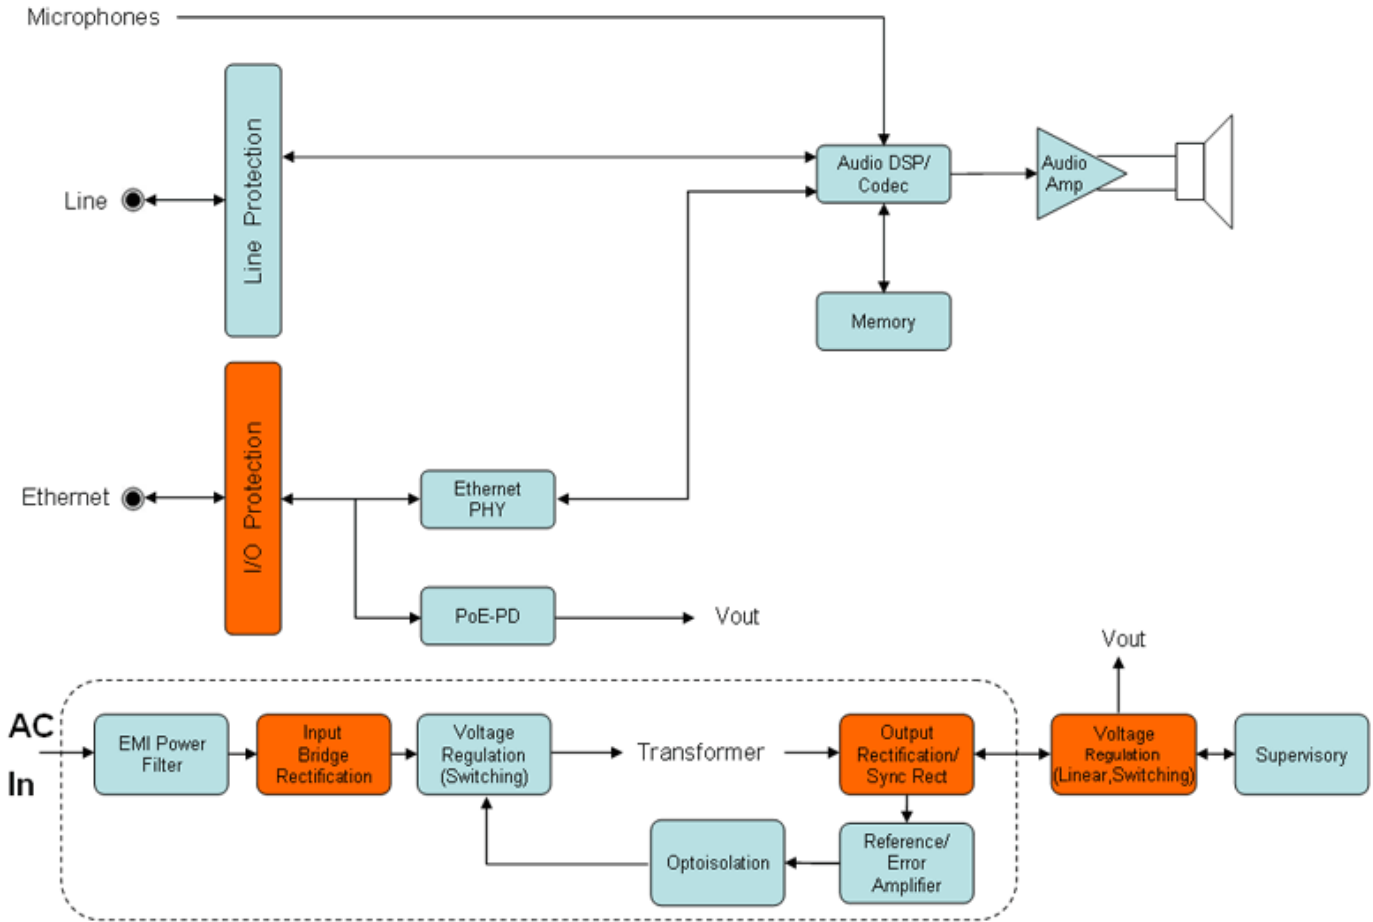 Microphones
Line Protection
Line
Audio DSP/
Codec
Audio
Amp
Memory
I/O Protection
Ethernet
Ethernet
PHY
PoE-PD
Vout
Vout
AC
In
EMI Power
Filter
Input
Bridge
Rectification
Voltage
Regulation
(Switching)
Transformer
Output
Rectification/
Sync Rect
Voltage
Regulation
(Linear,Switching)
Supervisory
Optoisolation
Reference/
Error
Amplifier